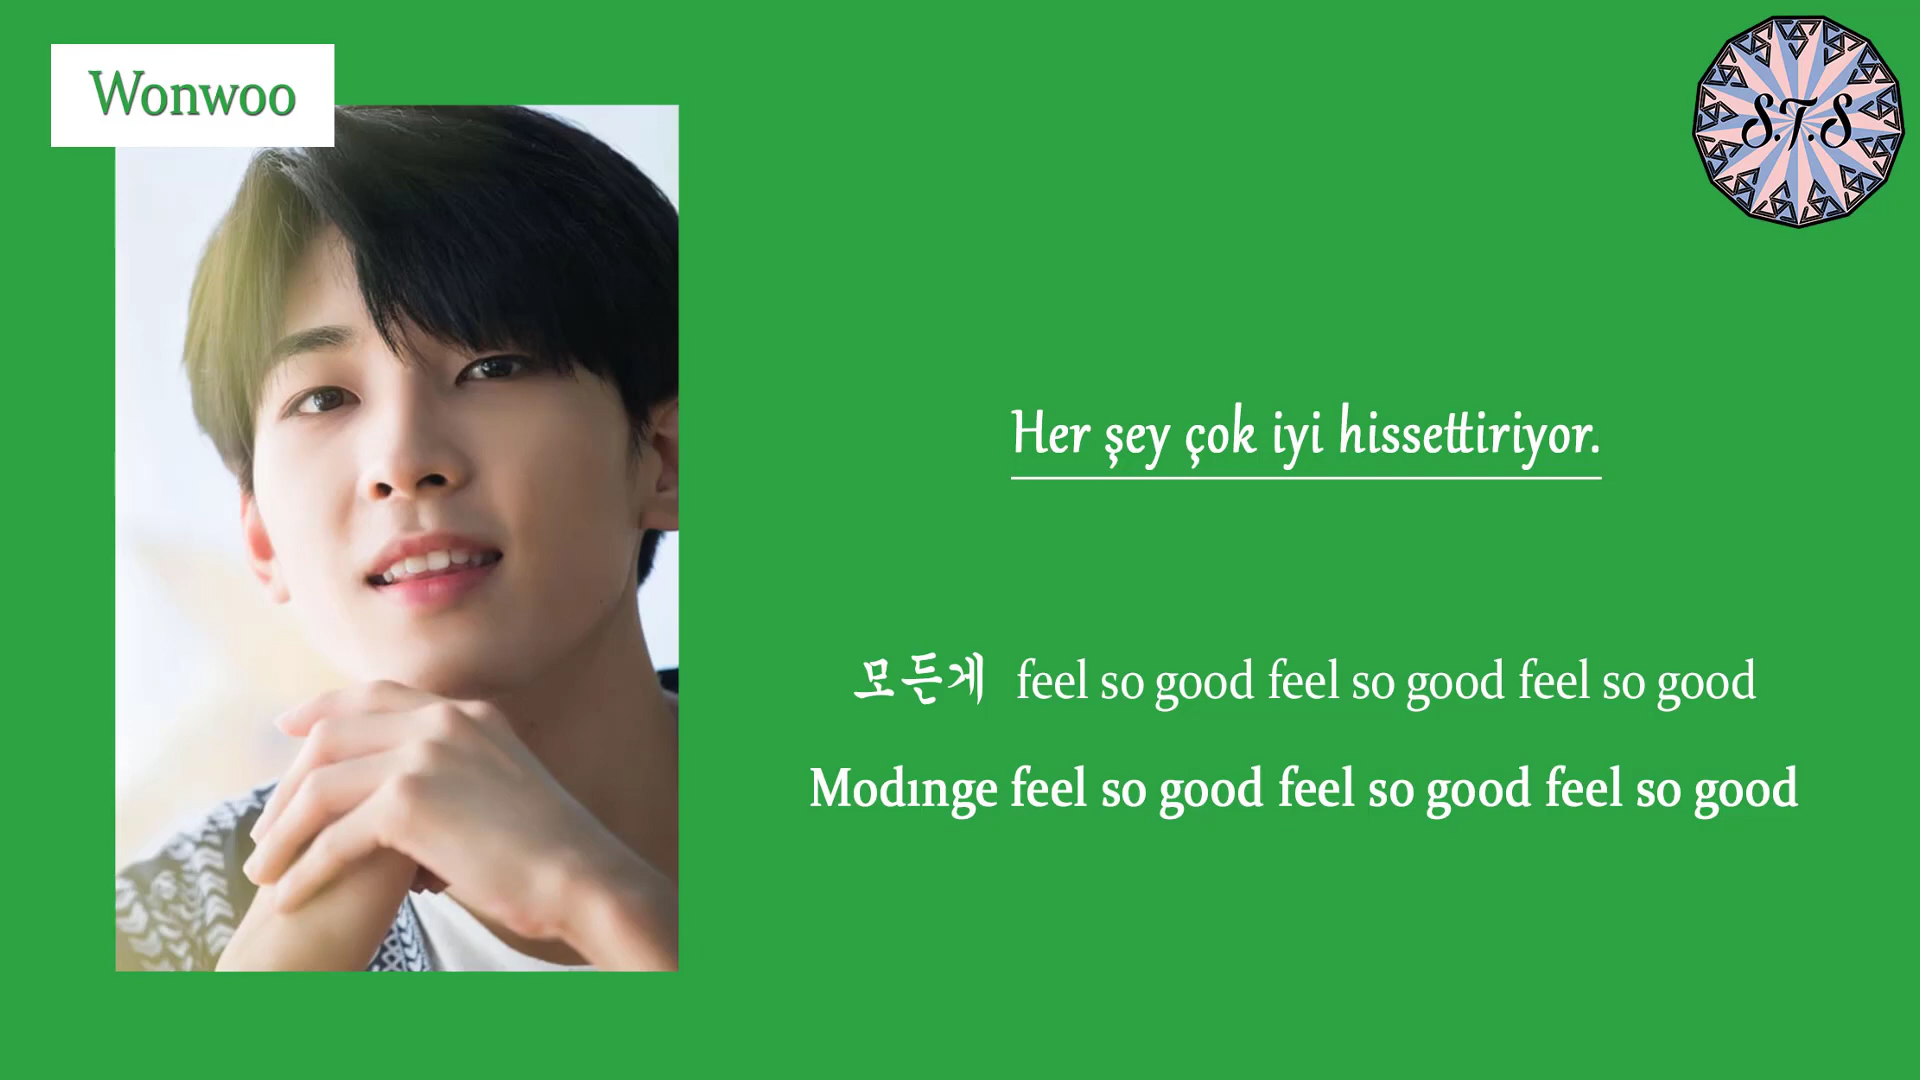 Wonwoo
S.T.S
Her şey çok iyi hissettiriyor.
모든게 feel so good feel so good feel so good
Modınge feel so good feel so good feel so good